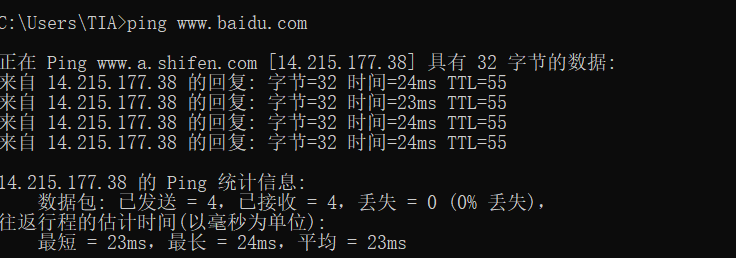 C:\Users\TIA>ping www.baidu.com
正在 Ping www.a.shifen.com [14.215.177.38] 具有 32 字节的数据:
来自 14.215.177.38 的回复: 字节=32 时间=24ms TTL=55
来自 14.215.177.38 的回复: 字节=32 时间=23ms TTL=55
来自 14.215.177.38 的回复: 字节=32 时间=24ms TTL=55
来自 14.215.177.38 的回复: 字节=32 时间=24ms TTL=55
14.215.177.38 的 Ping 统计信息:
数据包: 已发送 = 4，已接收 = 4，丢失 = 0 (0% 丢失)，
往返行程的估计时间(以毫秒为单位):
最短 = 23ms，最长 = 24ms，平均 = 23ms